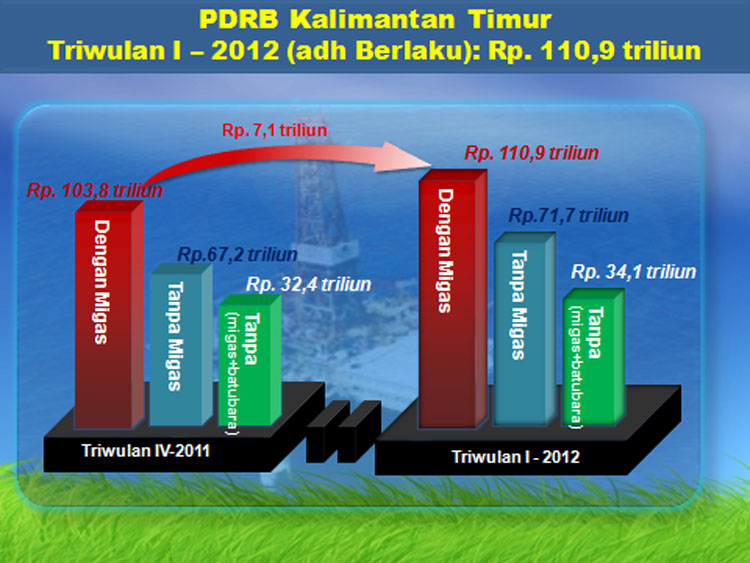 PDRB Kalimantan Timur
Triwulan I – 2012 (adh Berlaku): Rp. 110,9 triliun
Rp. 7,1 triliun
Rp. 103,8 triliun
Rp.67,2 triliun
Rp. 32,4 triliun
Dengan Migas
Tanpa Migas
Tanpa
(migas+batubara)
Triwulan IV-2011
Rp. 110,9 triliun
Rp.71,7 triliun
Rp. 34,1 triliun
Dengan Migas
Tanpa Migas
Tanpa
(migas+batubara)
Triwulan I - 2012